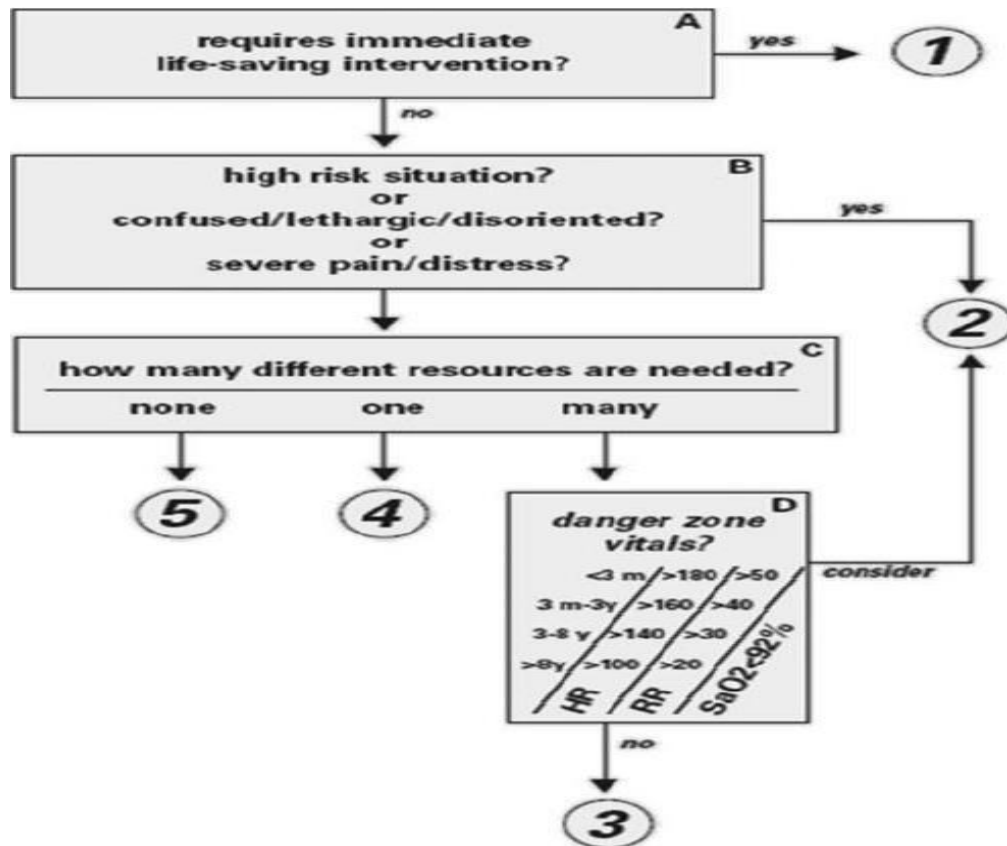 A
requires immediate
life-saving intervention?
yes
1
no
B
high risk situation?
or
confused/lethargic/disoriented?
or
severe pain/distress?
yes
2
C
how many different resources are needed?
none one many
5 4
D
danger zone
vitals?
<3 m >180 >50
3 m-3y >160 >40
3-8 y >140 >30
>8y >100 >20
HR RR SaO2<92%
consider
no
3